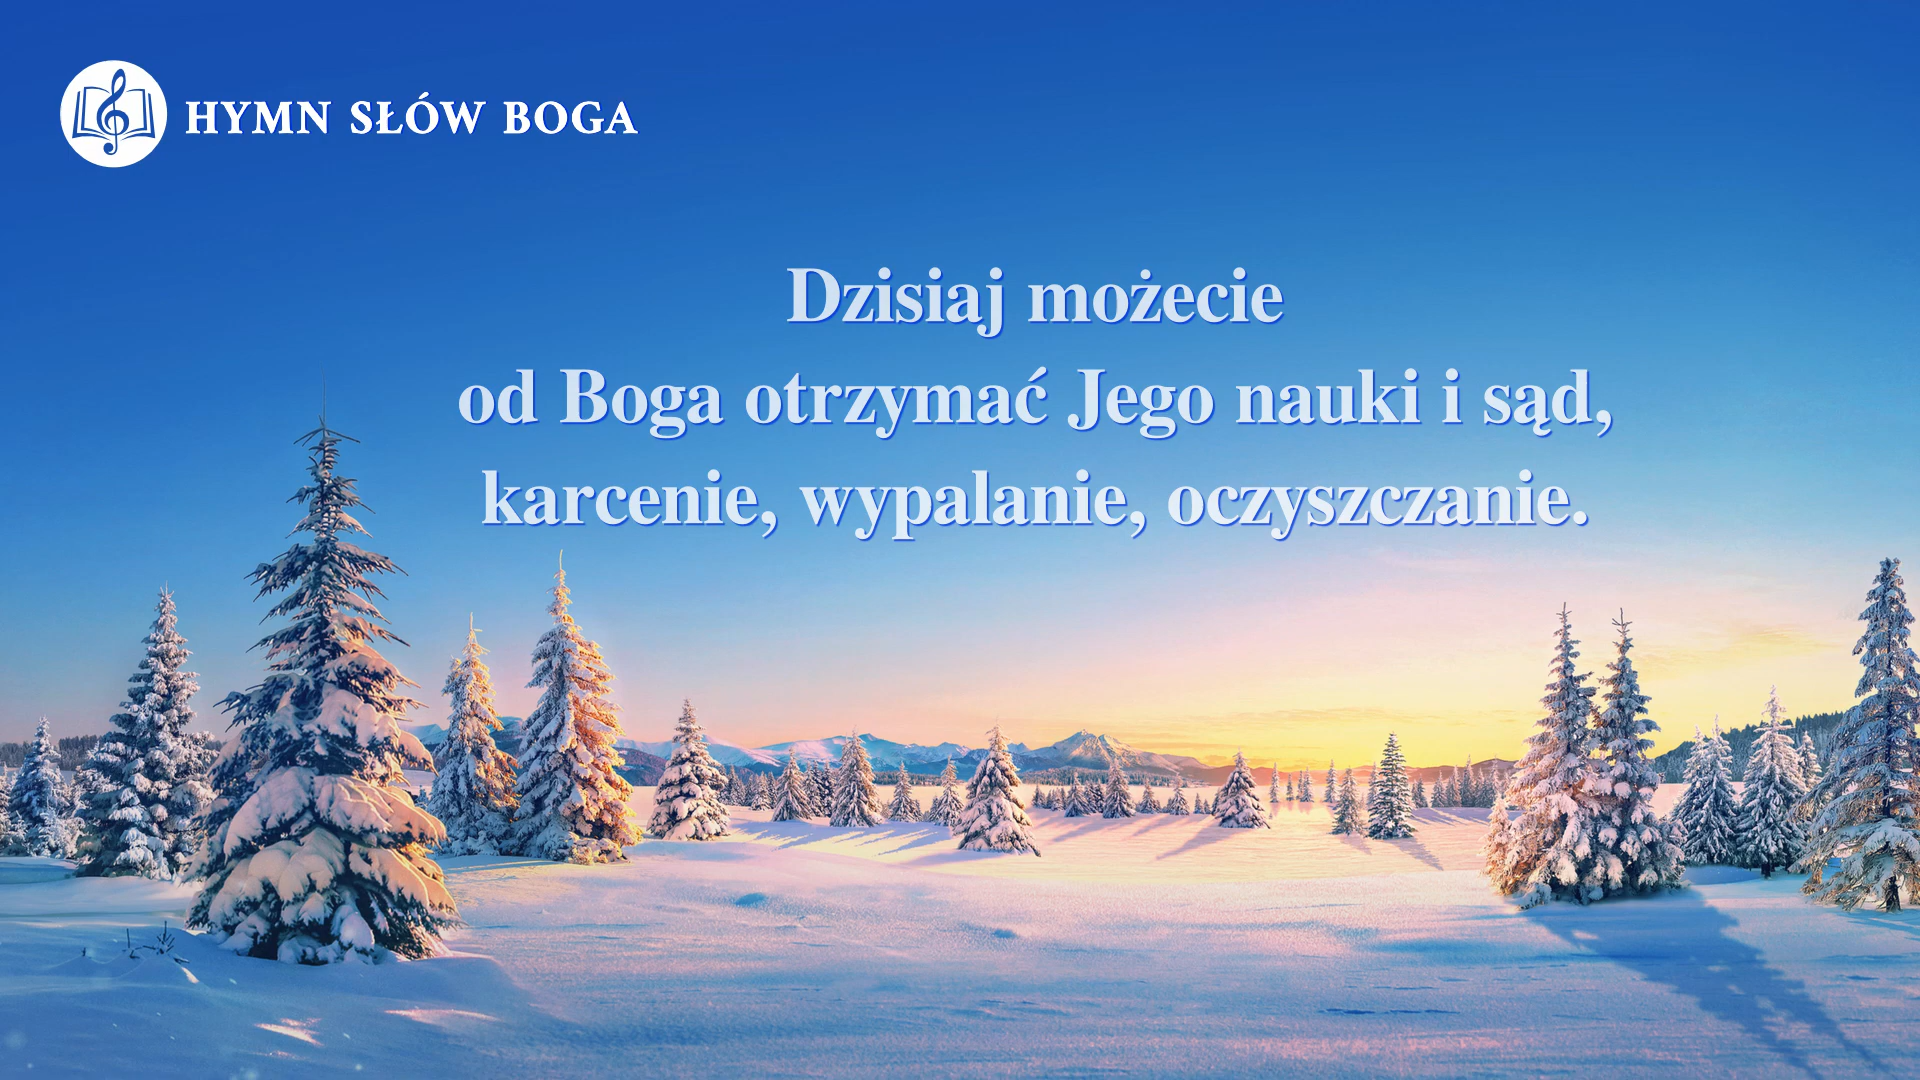 HYMN SŁÓW BOGA
Dzisiaj możecie
od Boga otrzymać Jego nauki i sąd,
karcenie, wypalanie, oczyszczanie.